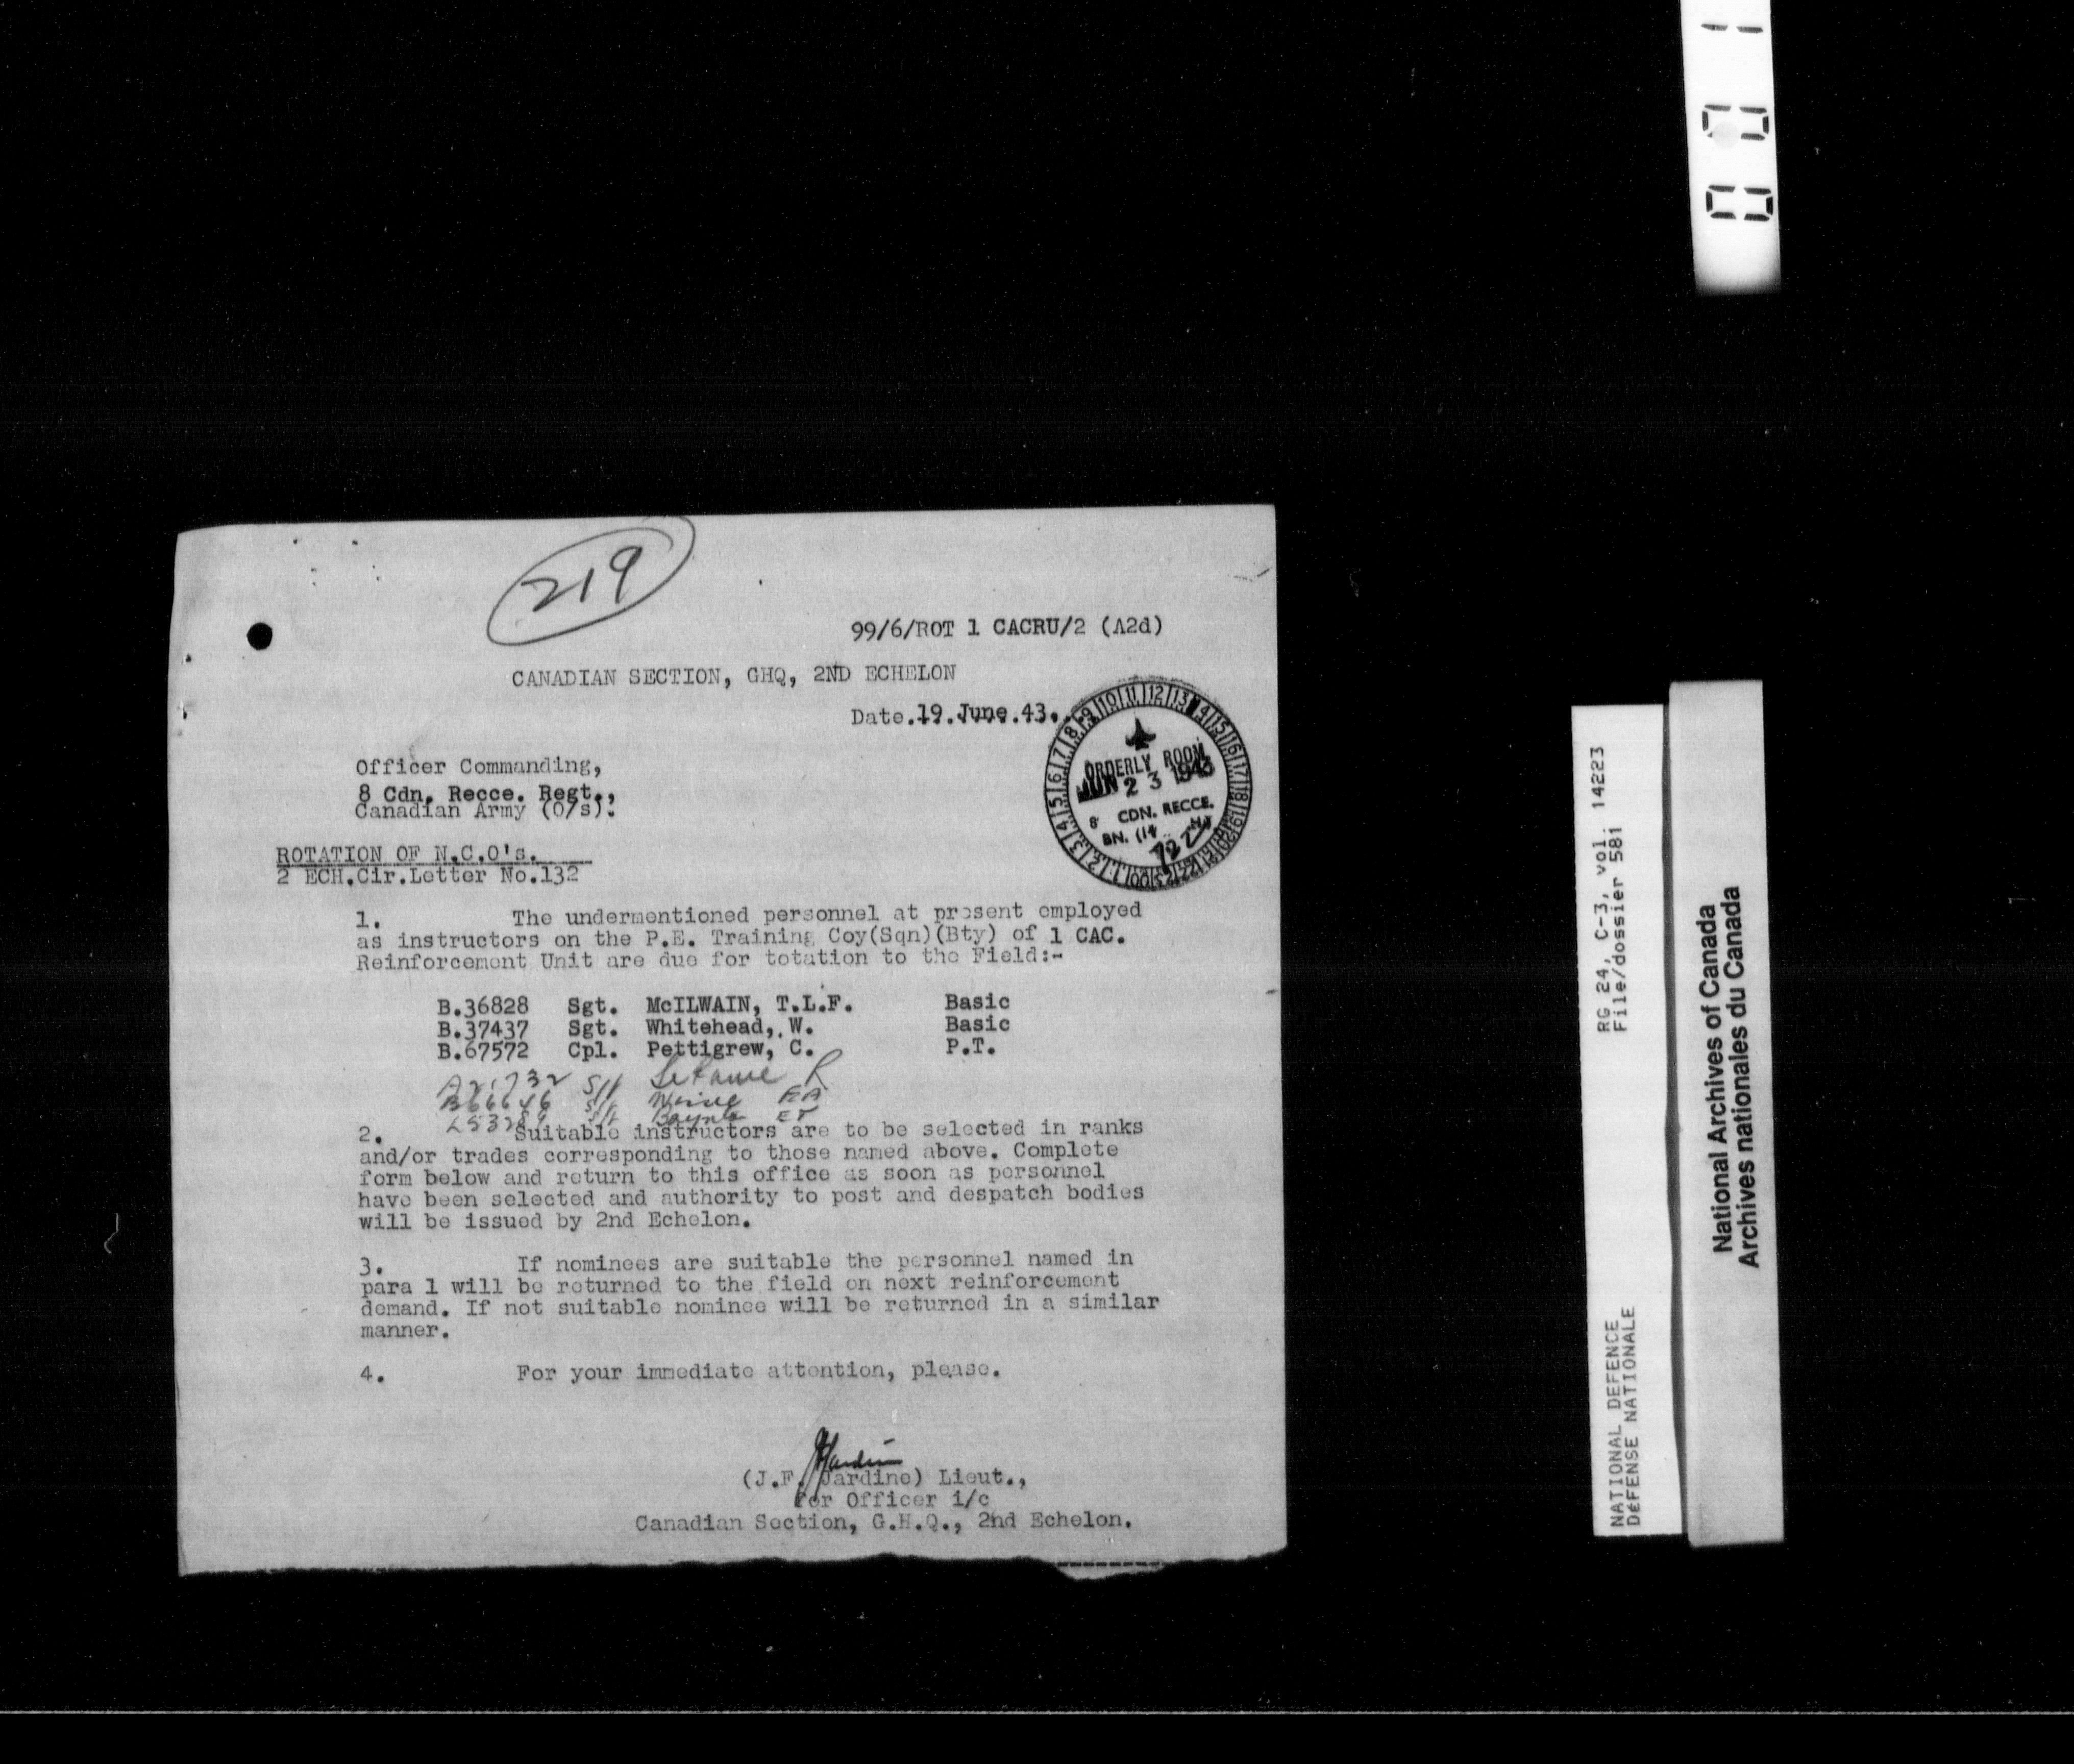 219
99/6/ROT 1 CACRU/2 (A2d)
CANADIAN SECTION, GHQ, 2ND ECHELON
Date.19.June.43.
ORDERLY ROOM
JUN 23 1943
8 CDN. RECCE.
BN. (14
Officer Commanding,
8 Cdn. Recce. Regt.,
Canadian Army (O/s).
ROTATION OF N.C.O's.
2 ECH.Cir.Letter No.132
1. The undermentioned personnel at present employed
as instructors on the P.E. Training Coy(Sqn)(Bty) of 1 CAC.
Reinforcement Unit are due for totation to the Field:-
B.36828 Sgt. McILWAIN, T.L.F. Basic
B.37437 Sgt. Whitehead, W. Basic
B.67572 Cpl. Pettigrew, C. P.T.
2. Suitable instructors are to be selected in ranks
and/or trades corresponding to those named above. Complete
form below and return to this office as soon as personnel
have been selected and authority to post and despatch bodies
will be issued by 2nd Echelon.
3. If nominees are suitable the personnel named in
para 1 will be returned to the field on next reinforcement
demand. If not suitable nominee will be returned in a similar
manner.
4. For your immediate attention, please.
(J.F. Jardine) Lieut.,
for Officer i/c
Canadian Section, G.H.Q., 2nd Echelon.
RG 24, C-3, vol. 14223
File/dossier 581
NATIONAL DEFENCE
DéFENSE NATIONALE
National Archives of Canada
Archives nationales du Canada